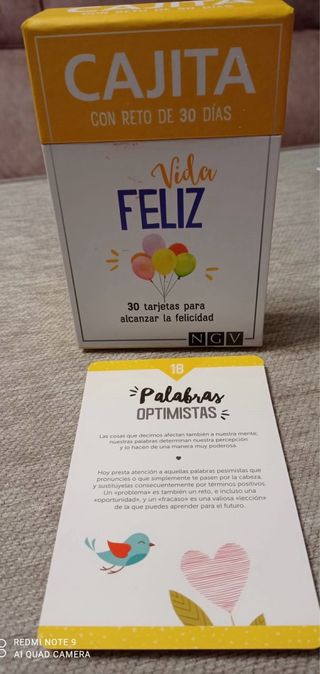 CAJITA
CON RETO DE 30 DÍAS
Vida
FELIZ
30 tarjetas para
alcanzar la felicidad
NGV
18
Palabras
OPTIMISTAS
Las cosas que decimos afectan también a nuestra mente;
nuestras palabras determinan nuestra percepción
y lo hacen de una manera muy poderosa.
Hoy presta atención a aquellas palabras pesimistas que
pronuncies o que simplemente te pasen por la cabeza,
y sustitúyelas consecuentemente por términos positivos.
Un «problema» es también un reto, e incluso una
«oportunidad», y un «fracaso» es una valiosa «lección»
de la que puedes aprender para el futuro.
REDMI NOTE 9
AI QUAD CAMERA